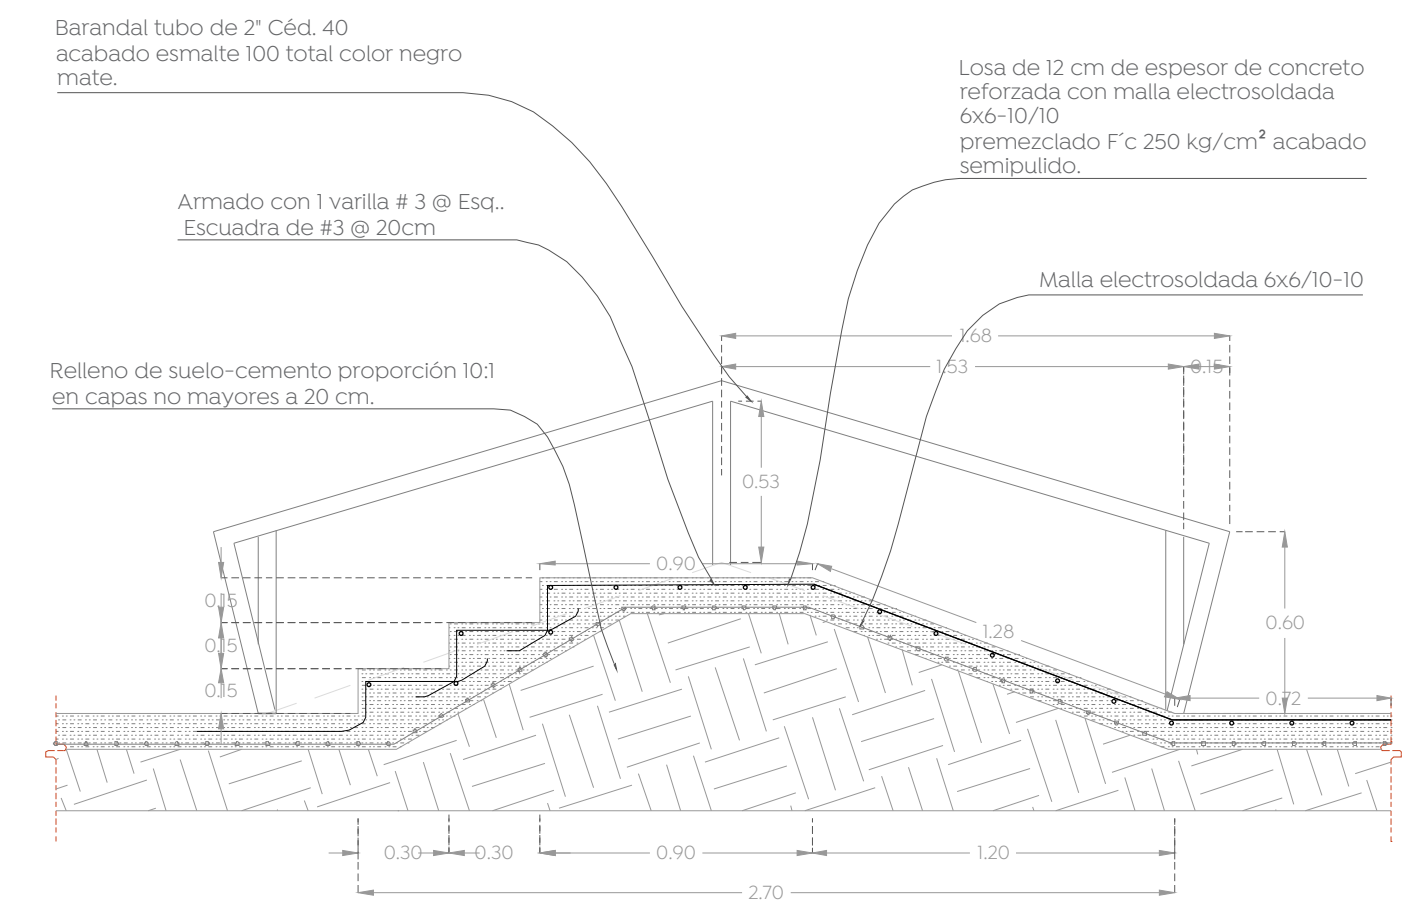 Barandal tubo de 2" Céd. 40
acabado esmalte 100 total color negro
mate.
Losa de 12 cm de espesor de concreto
reforzada con malla electrosoldada
6x6-10/10
premezclado F´c 250 kg/cm² acabado
semipulido.
Armado con 1 varilla # 3 @ Esq..
Escuadra de #3 @ 20cm
Malla electrosoldada 6x6/10-10
Relleno de suelo-cemento proporción 10:1
en capas no mayores a 20 cm.
1.68
1.53
0.15
0.53
0.90
0.15
0.15
0.15
1.28
0.60
0.72
0.30
0.30
0.90
1.20
2.70